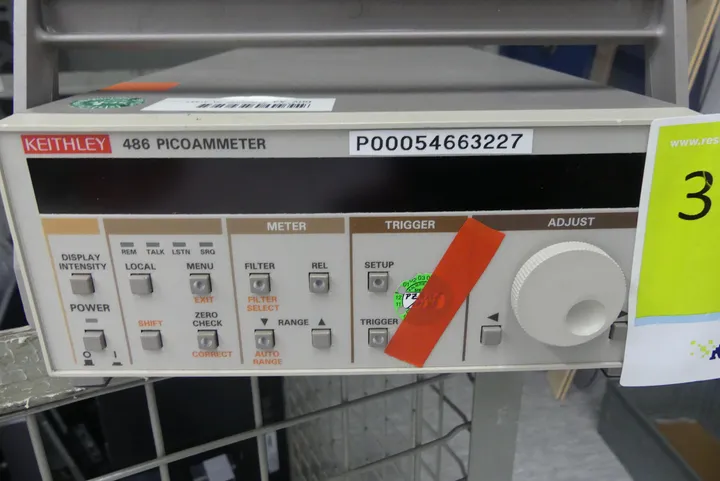 KEITHLEY 486 PICOAMMETER
P00054663227
www.res
3
METER
TRIGGER
ADJUST
REM TALK LSTN SRG
DISPLAY
INTENSITY
LOCAL
MENU
EXIT
FILTER
REL
FILTER
SELECT
SETUP
POWER
SHIFT
ZERO
CHECK
CORRECT
RANGE
AUTO
RANGE
TRIGGER
O I